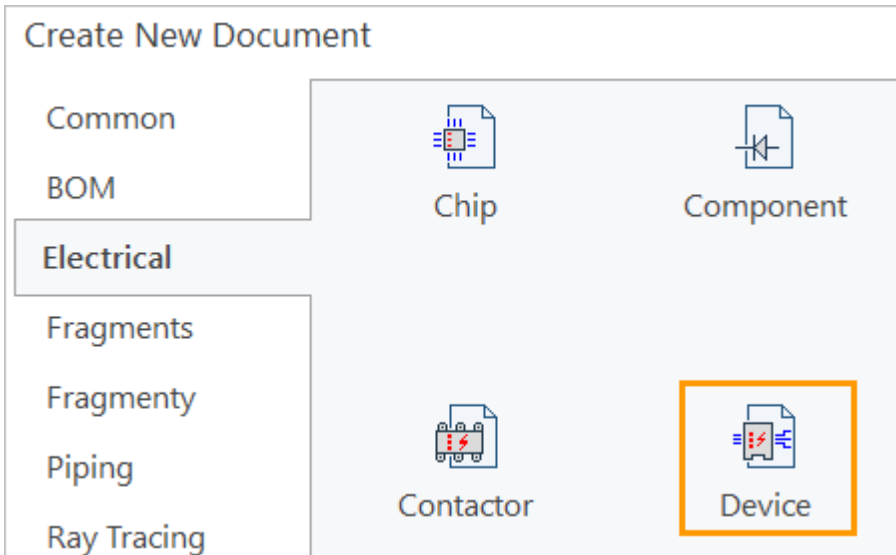 Create New Document
Common
BOM
Electrical
Fragments
Fragmenty
Piping
Ray Tracing
Chip
Component
Contactor
Device